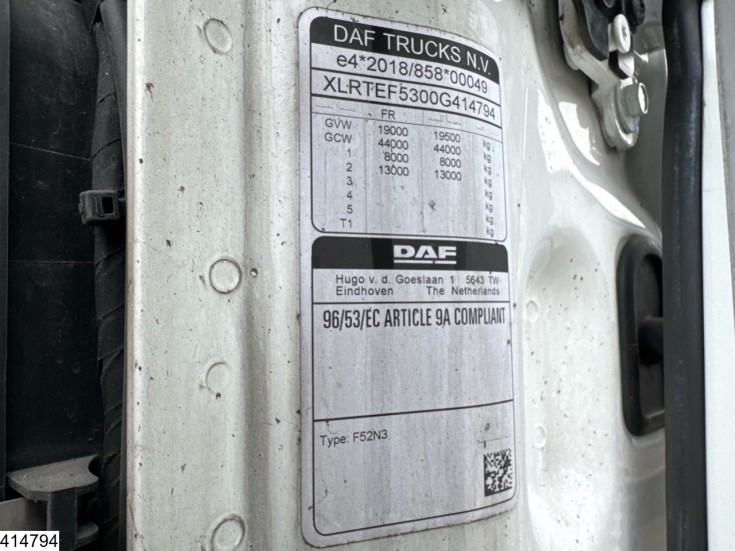 DAF TRUCKS N.V.
e4*2018/858*00049
XLRTEF5300G414794
FR
GVW 19000 19500 kg
GCW 44000 44000 kg
1 8000 8000 kg
2 13000 13000 kg
3 kg
4 kg
5 kg
T1 kg
DAF
Hugo v. d. Goeslaan 1 5643 TW-
Eindhoven The Netherlands
96/53/EC ARTICLE 9A COMPLIANT
Type: F52N3
414794